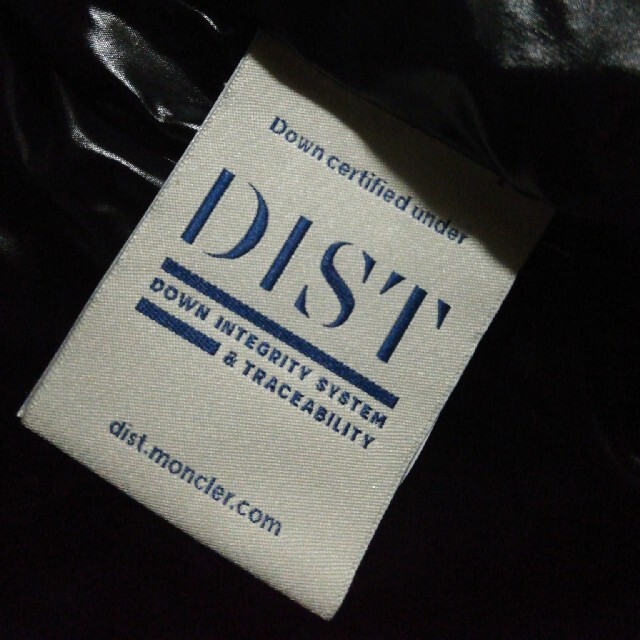 Down certified under
DIST
DOWN INTEGRITY SYSTEM
& TRACEABILITY
dist.moncler.com